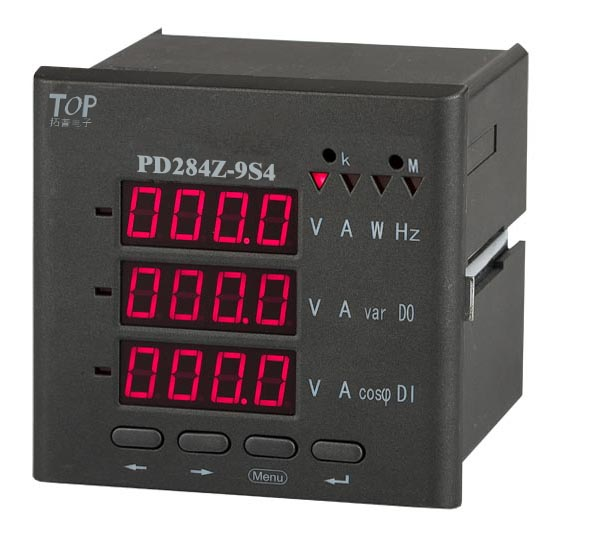 TOP
拓普电子
k M
PD284Z-9S4
000.0 V A W Hz
000.0 V A var DO
000.0 V A cosφ DI
← → Menu ↵